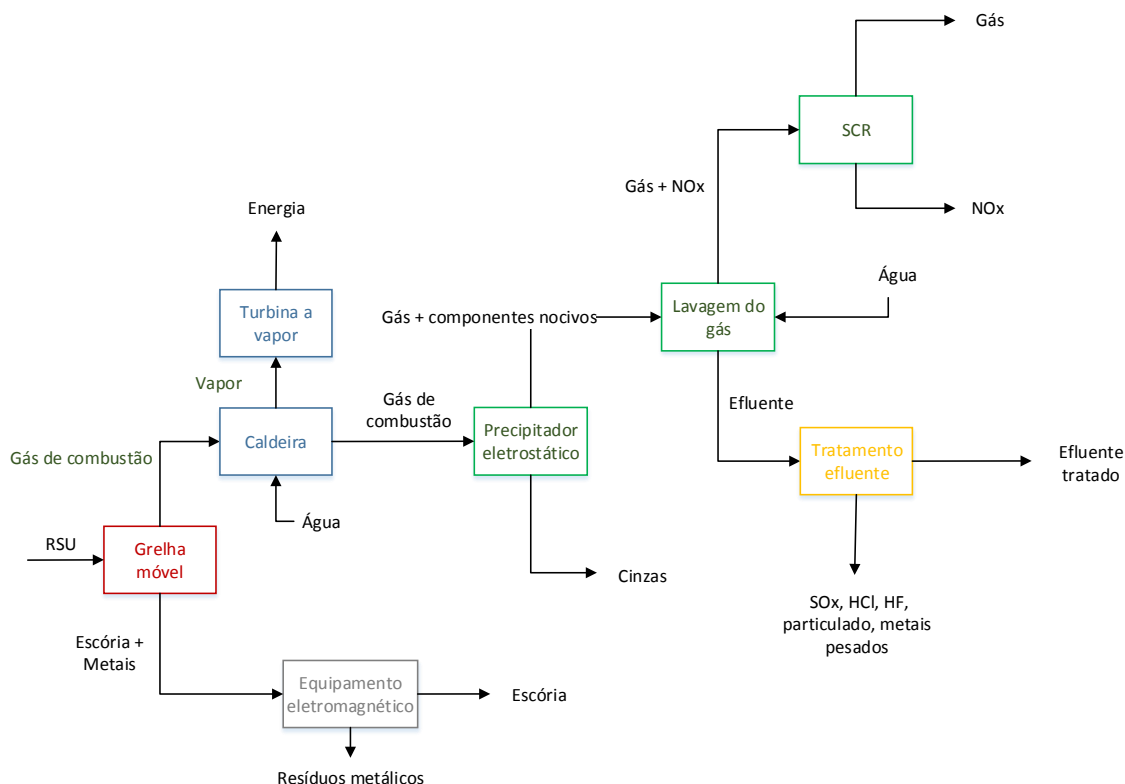 Gás
SCR
Gás + NOx
NOx
Energia
Água
Turbina a
vapor
Gás + componentes nocivos
Lavagem do
gás
Vapor
Gás de
combustão
Efluente
Gás de combustão
Caldeira
Precipitador
eletrostático
Tratamento
efluente
Efluente
tratado
Água
RSU
Grelha
móvel
Cinzas
SOx, HCl, HF,
particulado, metais
pesados
Escória +
Metais
Equipamento
eletromagnético
Escória
Resíduos metálicos